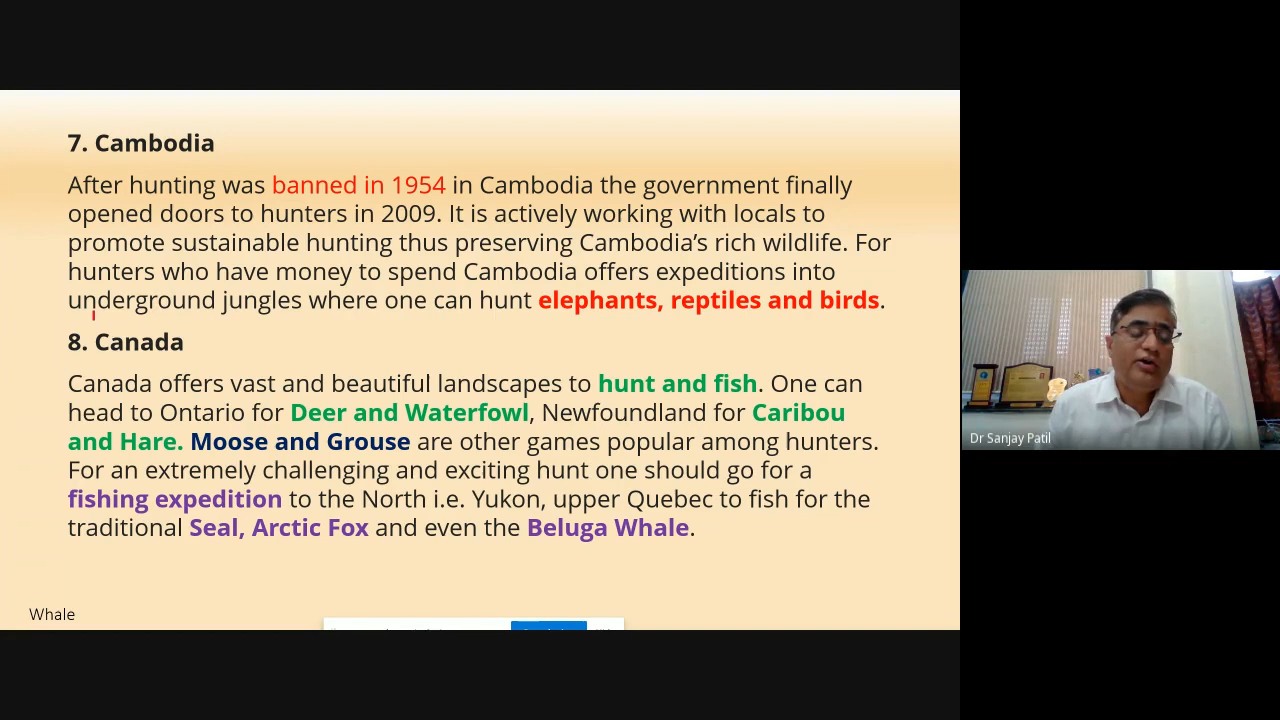 7. Cambodia
After hunting was banned in 1954 in Cambodia the government finally
opened doors to hunters in 2009. It is actively working with locals to
promote sustainable hunting thus preserving Cambodia’s rich wildlife. For
hunters who have money to spend Cambodia offers expeditions into
underground jungles where one can hunt elephants, reptiles and birds.
8. Canada
Canada offers vast and beautiful landscapes to hunt and fish. One can
head to Ontario for Deer and Waterfowl, Newfoundland for Caribou
and Hare. Moose and Grouse are other games popular among hunters.
For an extremely challenging and exciting hunt one should go for a
fishing expedition to the North i.e. Yukon, upper Quebec to fish for the
traditional Seal, Arctic Fox and even the Beluga Whale.
Whale
Dr Sanjay Patil